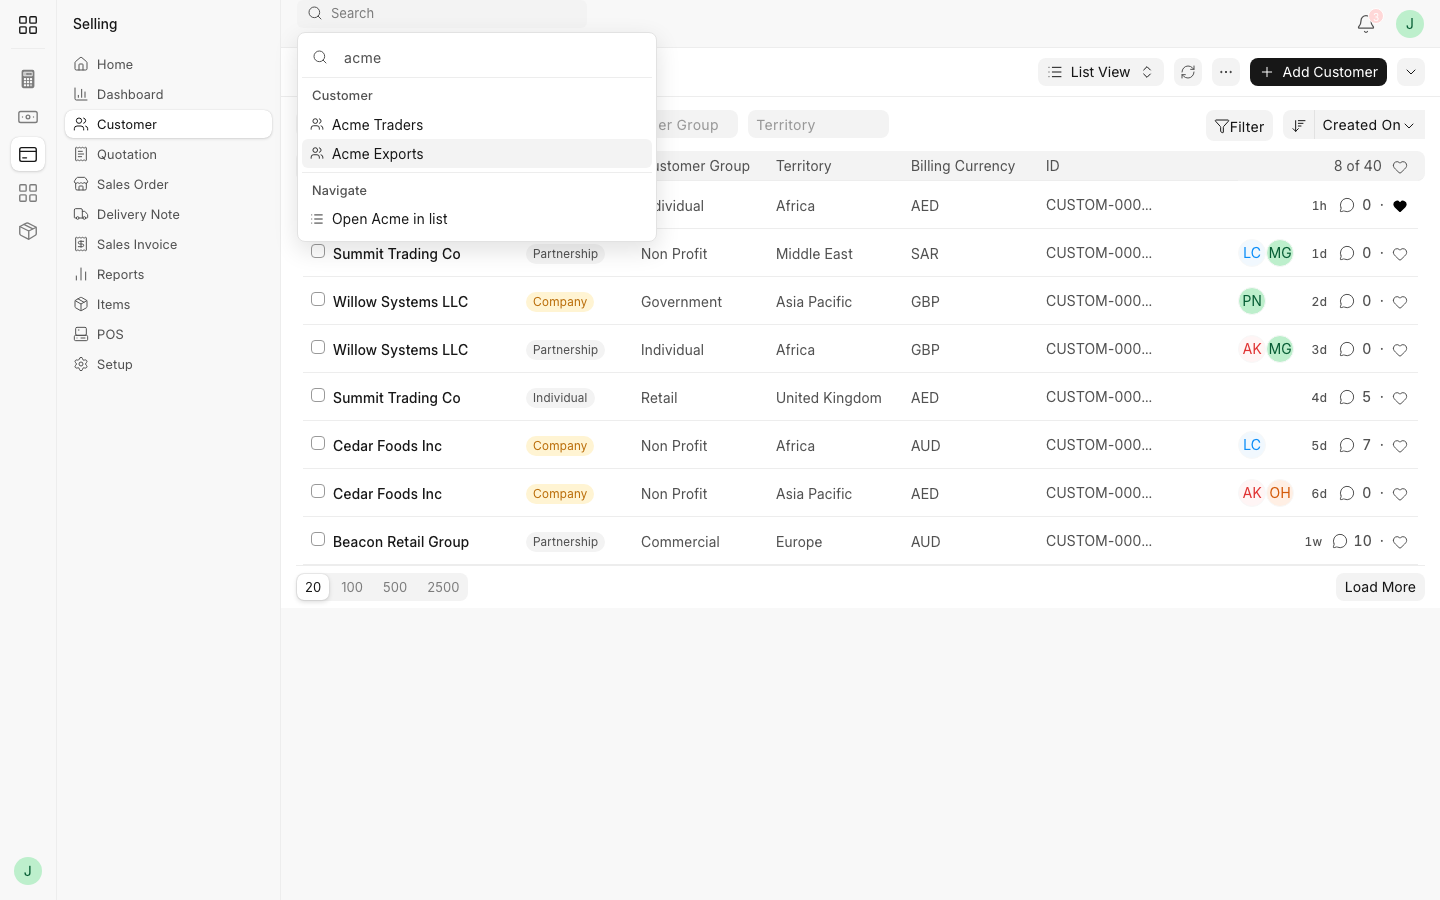 Selling
Home
Dashboard
Customer
Quotation
Sales Order
Delivery Note
Sales Invoice
Reports
Items
POS
Setup
J
Search
J
acme
Customer
Acme Traders
Acme Exports
Navigate
Open Acme in list
List View
Add Customer
er Group
Territory
Filter
Created On
ustomer Group Territory Billing Currency ID 8 of 40
dividual Africa AED CUSTOM-000... 1h 0 ·
Summit Trading Co Partnership Non Profit Middle East SAR CUSTOM-000... LC MG 1d 0 ·
Willow Systems LLC Company Government Asia Pacific GBP CUSTOM-000... PN 2d 0 ·
Willow Systems LLC Partnership Individual Africa GBP CUSTOM-000... AK MG 3d 0 ·
Summit Trading Co Individual Retail United Kingdom AED CUSTOM-000... 4d 5 ·
Cedar Foods Inc Company Non Profit Africa AUD CUSTOM-000... LC 5d 7 ·
Cedar Foods Inc Company Non Profit Asia Pacific AED CUSTOM-000... AK OH 6d 0 ·
Beacon Retail Group Partnership Commercial Europe AUD CUSTOM-000... 1w 10 ·
20 100 500 2500
Load More